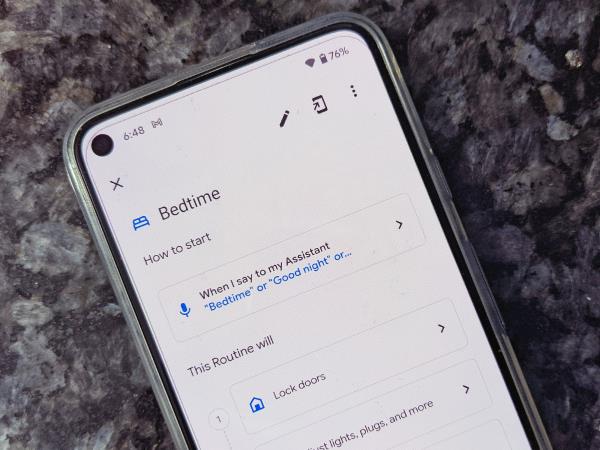 6:48
76%
Bedtime
How to start
When I say to my Assistant
"Bedtime" or "Good night" or...
This Routine will
1
Lock doors
lights, plugs, and more